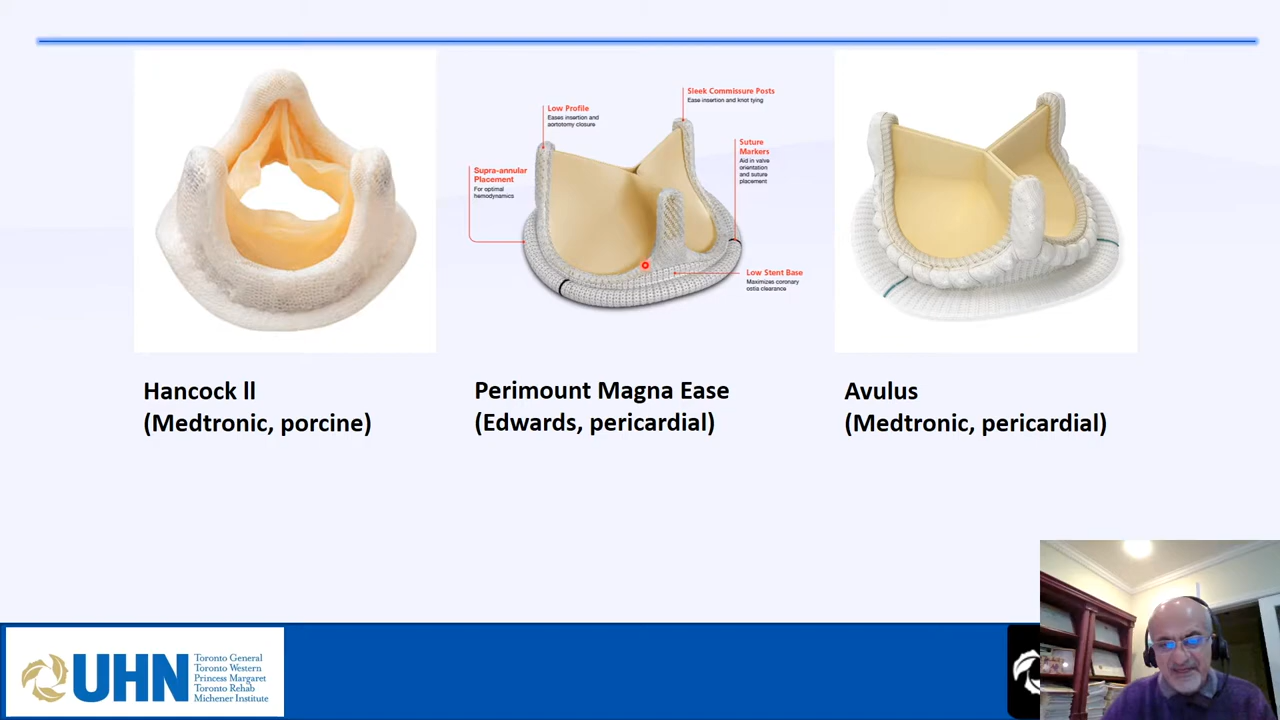 Sleek Commissure Posts
Ease insertion and knot tying
Low Profile
Eases insertion and
aortotomy closure
Suture
Markers
Aid in valve
orientation
and suture
placement
Supra-annular
Placement
For optimal
hemodynamics
Low Stent Base
Maximizes coronary
ostia clearance
Hancock ll
(Medtronic, porcine)
Perimount Magna Ease
(Edwards, pericardial)
Avulus
(Medtronic, pericardial)
UHN
Toronto General
Toronto Western
Princess Margaret
Toronto Rehab
Michener Institute